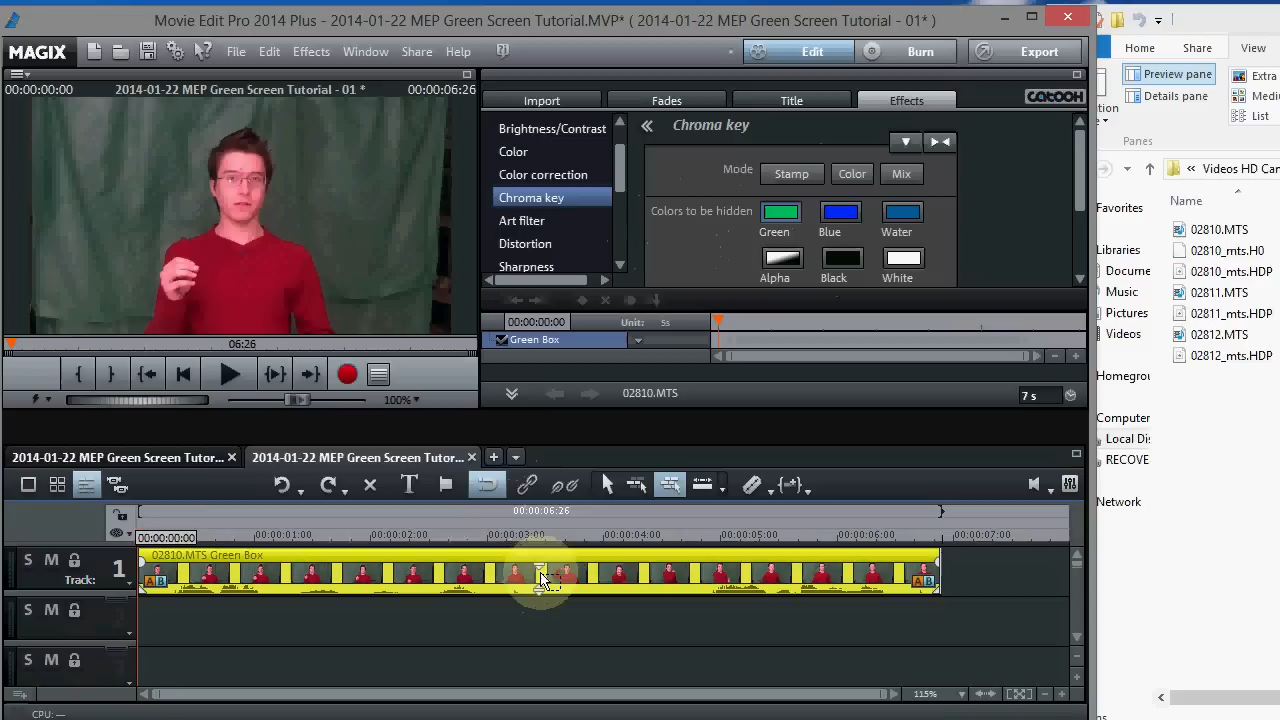 Movie Edit Pro 2014 Plus - 2014-01-22 MEP Green Screen Tutorial.MVP* ( 2014-01-22 MEP Green Screen Tutorial - 01* )
MAGIX File Edit Effects Window Share Help Edit Burn Export
00:00:00:00 2014-01-22 MEP Green Screen Tutorial - 01 * 00:00:06:26
Import Fades Title Effects catooh
Brightness/Contrast
Color
Color correction
Chroma key
Art filter
Distortion
Sharpness
Chroma key
Mode Stamp Color Mix
Colors to be hidden
Green Blue Water
Alpha Black White
00:00:00:00 Unit: 5s
Green Box
06:26
100%
02810.MTS 7 s
2014-01-22 MEP Green Screen Tutor... 2014-01-22 MEP Green Screen Tutor...
00:00:06:26
00:00:00:00 00:00:01:00 00:00:02:00 00:00:03:00 00:00:04:00 00:00:05:00 00:00:06:00 00:00:07:00
02810.MTS Green Box
S M
Track: 1
A B A B
S M
S M
115%
CPU: —
Home Share View
Preview pane Extra
Details pane Mediu
List
Panes
« Videos HD Can
Name
Favorites
Libraries
Docume
Music
Pictures
Videos
Homegrou
Computer
Local Dis
RECOVE
Network
02810.MTS
02810_mts.H0
02810_mts.HDP
02811.MTS
02811_mts.HDP
02812.MTS
02812_mts.HDP